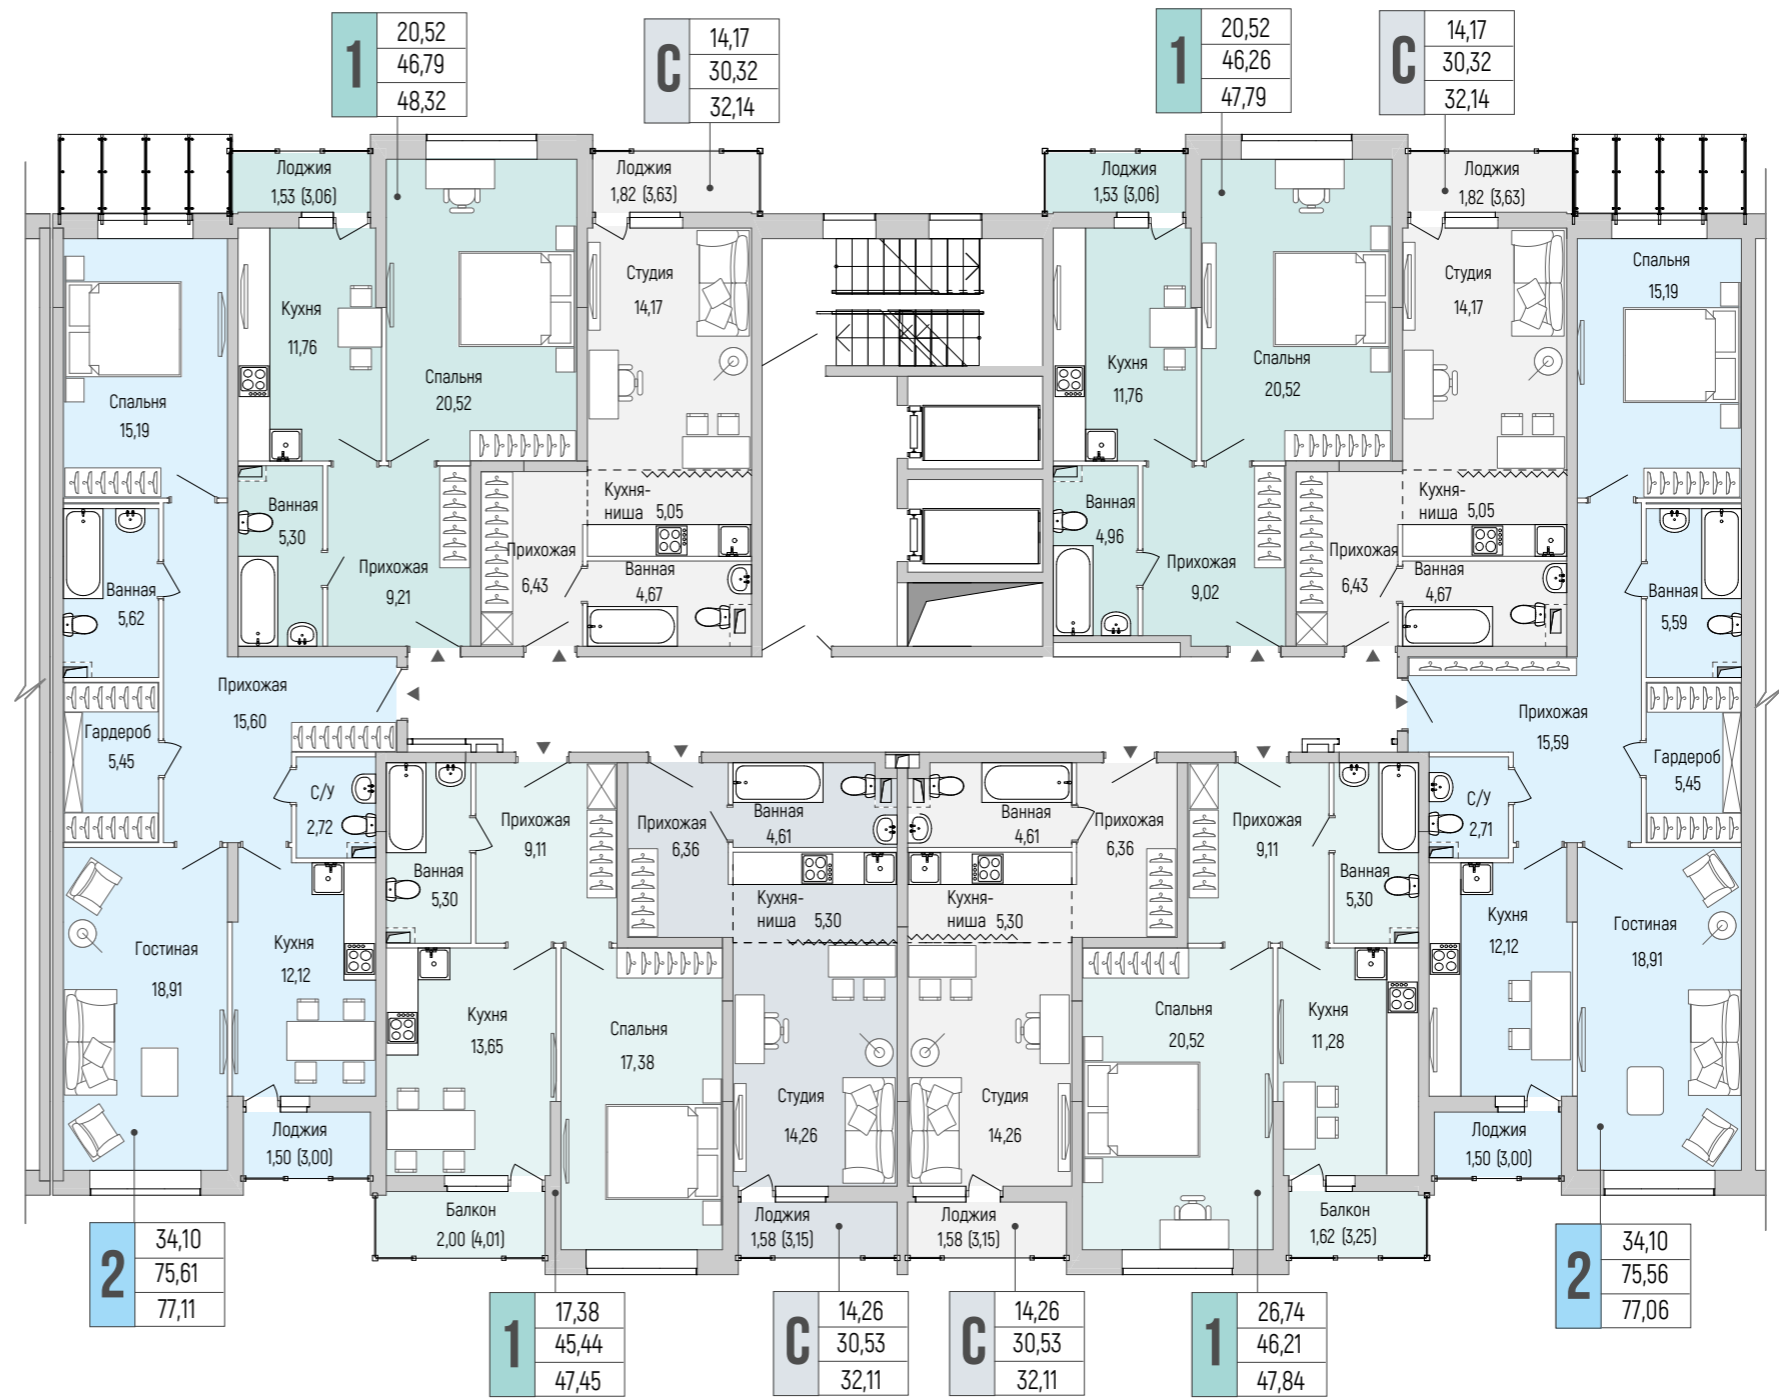 1
20,52
46,79
48,32
С
14,17
30,32
32,14
1
20,52
46,26
47,79
С
14,17
30,32
32,14
Лоджия
1,53 (3,06)
Лоджия
1,82 (3,63)
Лоджия
1,53 (3,06)
Лоджия
1,82 (3,63)
Спальня
15,19
Кухня
11,76
Спальня
20,52
Студия
14,17
Кухня
11,76
Спальня
20,52
Студия
14,17
Спальня
15,19
Ванная
5,30
Кухня-
ниша 5,05
Ванная
4,96
Кухня-
ниша 5,05
Ванная
5,62
Прихожая
9,21
Прихожая
6,43
Ванная
4,67
Прихожая
9,02
Прихожая
6,43
Ванная
4,67
Ванная
5,59
Прихожая
15,60
Гардероб
5,45
Прихожая
15,59
Гардероб
5,45
С/У
2,72
Прихожая
9,11
Прихожая
6,36
Ванная
4,61
Ванная
4,61
Прихожая
6,36
Прихожая
9,11
С/У
2,71
Ванная
5,30
Кухня-
ниша 5,30
Кухня-
ниша 5,30
Ванная
5,30
Гостиная
18,91
Кухня
12,12
Кухня
13,65
Спальня
17,38
Студия
14,26
Студия
14,26
Спальня
20,52
Кухня
11,28
Кухня
12,12
Гостиная
18,91
Лоджия
1,50 (3,00)
Балкон
2,00 (4,01)
Лоджия
1,58 (3,15)
Лоджия
1,58 (3,15)
Балкон
1,62 (3,25)
Лоджия
1,50 (3,00)
2
34,10
75,61
77,11
1
17,38
45,44
47,45
С
14,26
30,53
32,11
С
14,26
30,53
32,11
1
26,74
46,21
47,84
2
34,10
75,56
77,06